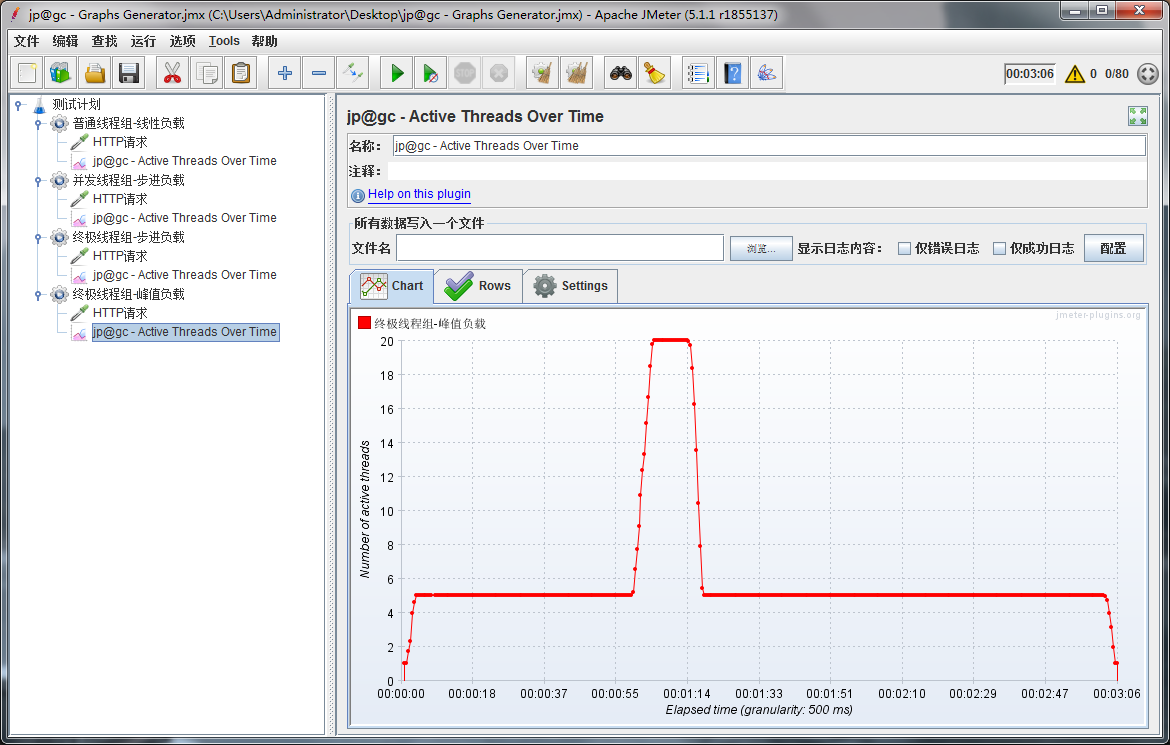 jp@gc - Graphs Generator.jmx (C:\Users\Administrator\Desktop\jp@gc - Graphs Generator.jmx) - Apache JMeter (5.1.1 r1855137)
文件 编辑 查找 运行 选项 Tools 帮助
STOP
00:03:06 0 0/80
测试计划
普通线程组-线性负载
HTTP请求
jp@gc - Active Threads Over Time
并发线程组-步进负载
HTTP请求
jp@gc - Active Threads Over Time
终极线程组-步进负载
HTTP请求
jp@gc - Active Threads Over Time
终极线程组-峰值负载
HTTP请求
jp@gc - Active Threads Over Time
jp@gc - Active Threads Over Time
名称: jp@gc - Active Threads Over Time
注释:
Help on this plugin
所有数据写入一个文件
文件名 浏览... 显示日志内容: 仅错误日志 仅成功日志 配置
Chart Rows Settings
jmeter-plugins.org
终极线程组-峰值负载
20
18
16
14
12
10
8
6
4
2
0
Number of active threads
00:00:00 00:00:18 00:00:37 00:00:55 00:01:14 00:01:33 00:01:51 00:02:10 00:02:29 00:02:47 00:03:06
Elapsed time (granularity: 500 ms)